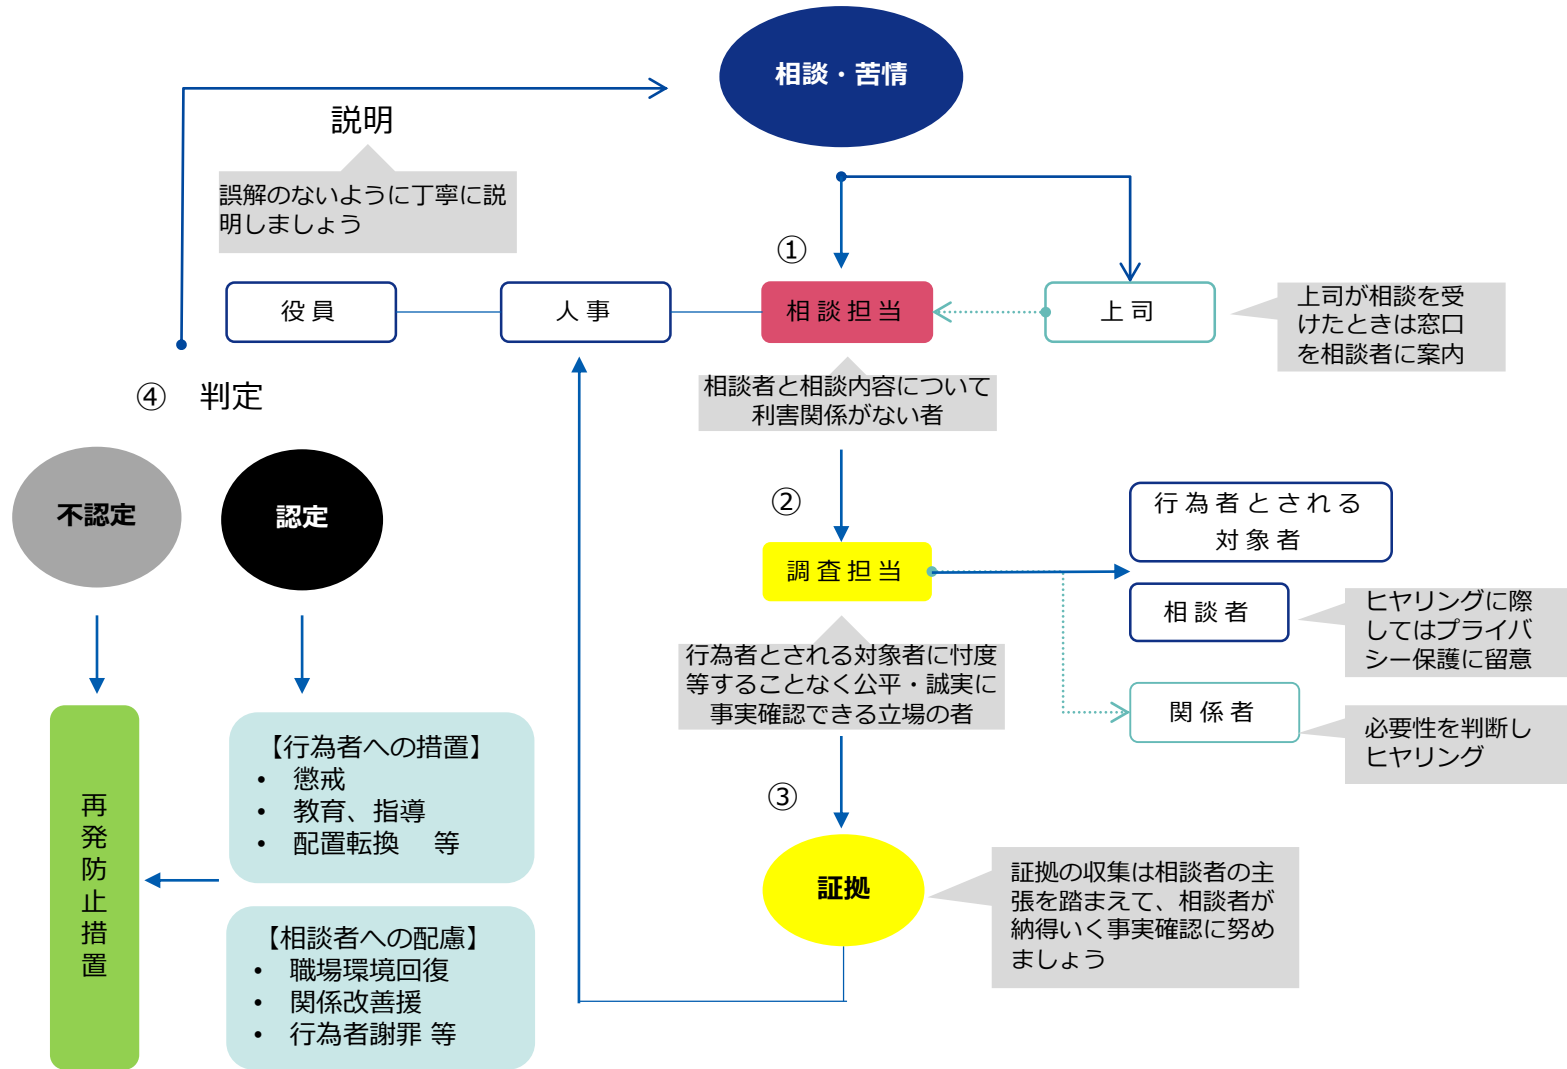 相談・苦情
説明
誤解のないように丁寧に説
明しましょう
①
役員
人事
相談担当
上司
上司が相談を受
けたときは窓口
を相談者に案内
相談者と相談内容について
利害関係がない者
④ 判定
不認定
認定
②
調査担当
行為者とされる
対象者
相談者
ヒヤリングに際
してはプライバ
シー保護に留意
行為者とされる対象者に忖度
等することなく公平・誠実に
事実確認できる立場の者
関係者
必要性を判断し
ヒヤリング
③
証拠
証拠の収集は相談者の主
張を踏まえて、相談者が
納得いく事実確認に努め
ましょう
再発防止措置
【行為者への措置】
• 懲戒
• 教育、指導
• 配置転換 等
【相談者への配慮】
• 職場環境回復
• 関係改善援
• 行為者謝罪 等